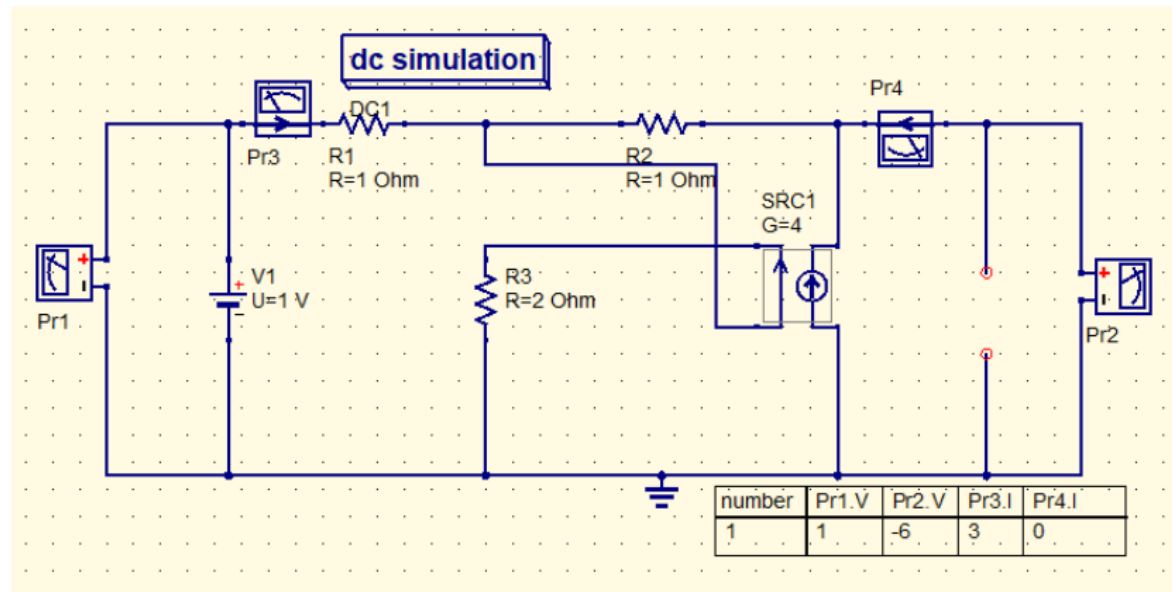 dc simulation
DC1
Pr4
Pr3
R1
R=1 Ohm
R2
R=1 Ohm
SRC1
G=4
Pr1
+
V1
U=1 V
R3
R=2 Ohm
+
Pr2
number Pr1.V Pr2.V Pr3.I Pr4.I
1 1 -6 3 0